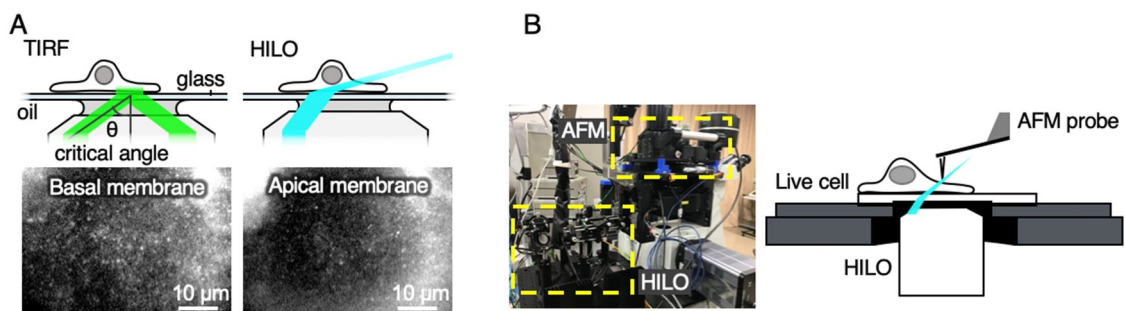 A
TIRF
HILO
glass
oil
θ
critical angle
Basal membrane
Apical membrane
10 μm
10 μm
B
AFM
HILO
AFM probe
Live cell
HILO